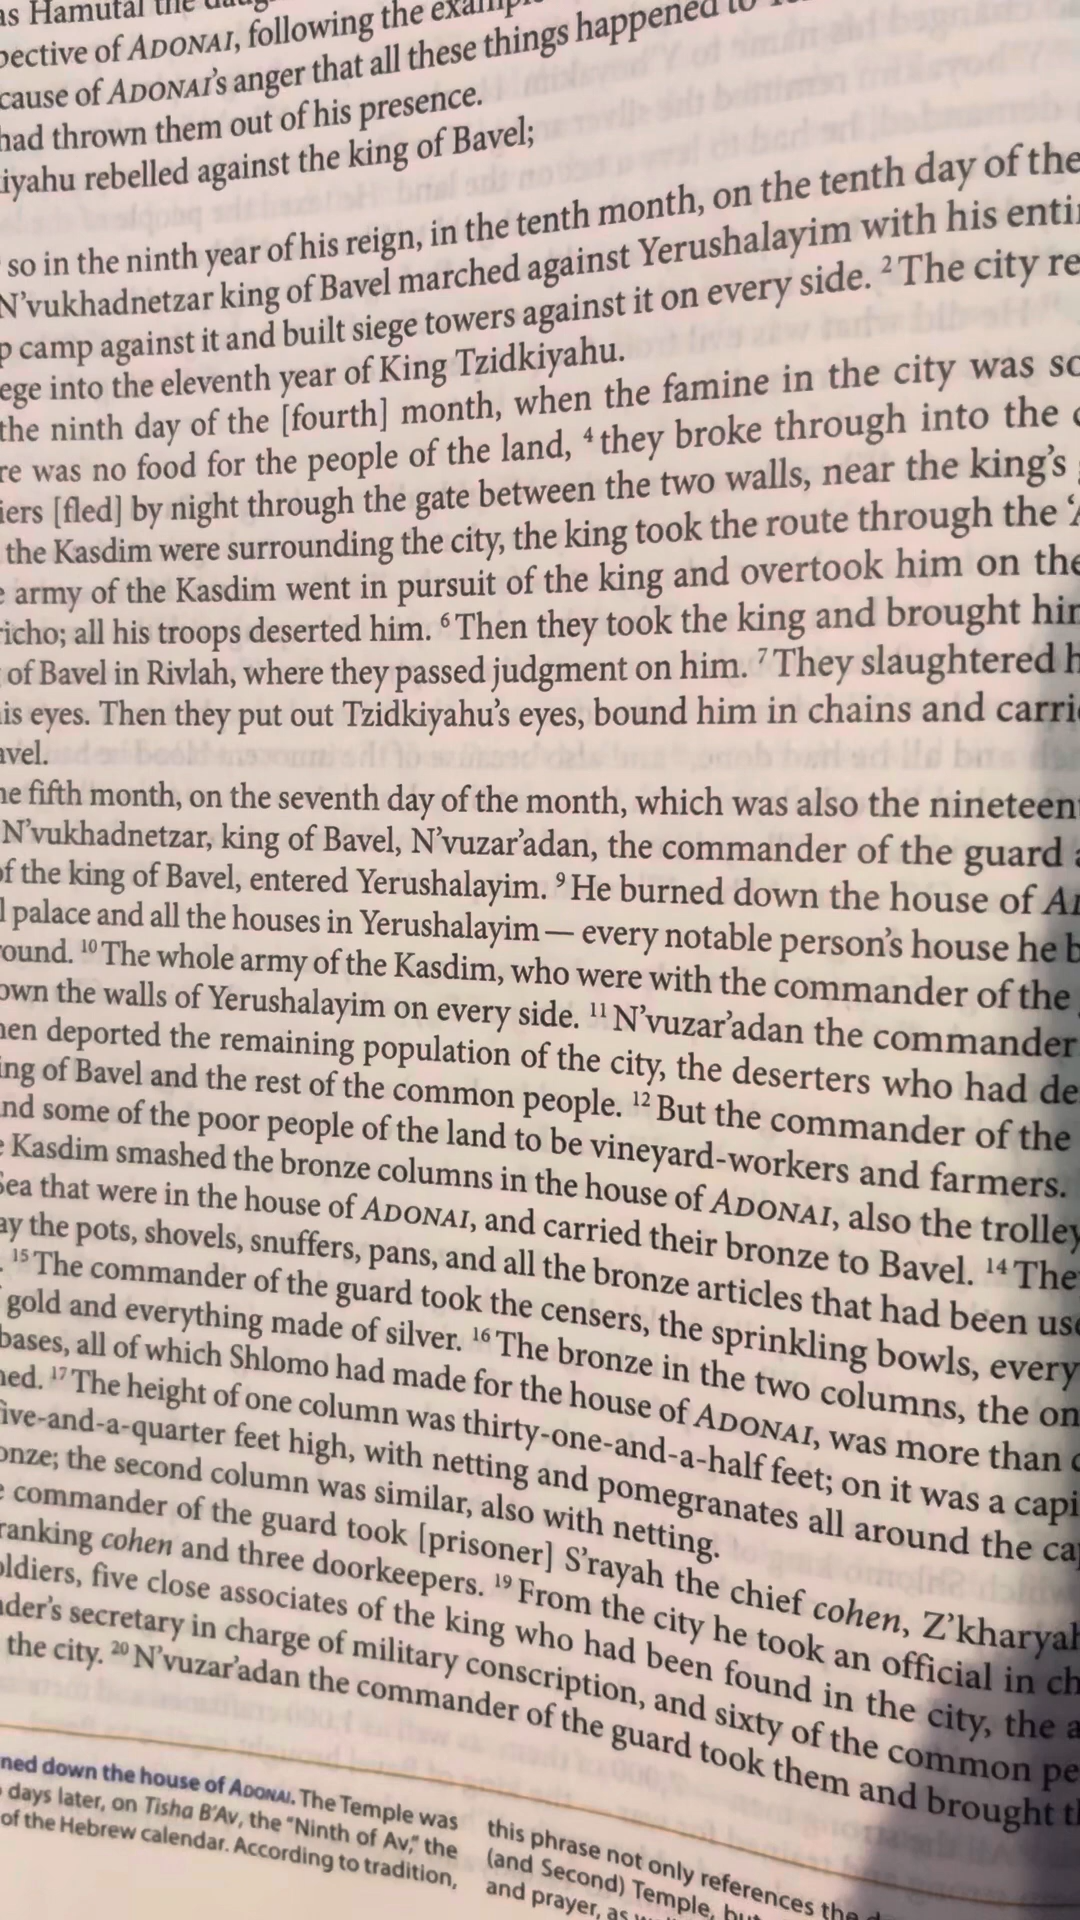 as Hamutal the
pective of ADONAI, following the
cause of ADONAI's anger that all these things happened to
had thrown them out of his presence.
iyahu rebelled against the king of Bavel;
so in the ninth year of his reign, in the tenth month, on the tenth day of the
N'vukhadnetzar king of Bavel marched against Yerushalayim with his enti
p camp against it and built siege towers against it on every side. 2 The city re
ege into the eleventh year of King Tzidkiyahu.
the ninth day of the [fourth] month, when the famine in the city was so
re was no food for the people of the land, 4 they broke through into the c
iers [fled] by night through the gate between the two walls, near the king's
the Kasdim were surrounding the city, the king took the route through the 'A
e army of the Kasdim went in pursuit of the king and overtook him on the
richo; all his troops deserted him. 6 Then they took the king and brought him
of Bavel in Rivlah, where they passed judgment on him. 7 They slaughtered h
is eyes. Then they put out Tzidkiyahu's eyes, bound him in chains and carrie
avel.
he fifth month, on the seventh day of the month, which was also the nineteen
N'vukhadnetzar, king of Bavel, N'vuzar'adan, the commander of the guard a
of the king of Bavel, entered Yerushalayim. 9 He burned down the house of AD
l palace and all the houses in Yerushalayim — every notable person's house he b
ound. 10 The whole army of the Kasdim, who were with the commander of the
own the walls of Yerushalayim on every side. 11 N'vuzar'adan the commander
hen deported the remaining population of the city, the deserters who had de
ing of Bavel and the rest of the common people. 12 But the commander of the
nd some of the poor people of the land to be vineyard-workers and farmers.
e Kasdim smashed the bronze columns in the house of ADONAI, also the trolley
Sea that were in the house of ADONAI, and carried their bronze to Bavel. 14 The
ay the pots, shovels, snuffers, pans, and all the bronze articles that had been use
. 15 The commander of the guard took the censers, the sprinkling bowls, every
gold and everything made of silver. 16 The bronze in the two columns, the on
bases, all of which Shlomo had made for the house of ADONAI, was more than c
hed. 17 The height of one column was thirty-one-and-a-half feet; on it was a capi
ive-and-a-quarter feet high, with netting and pomegranates all around the cap
onze; the second column was similar, also with netting.
e commander of the guard took [prisoner] S'rayah the chief cohen, Z'kharyah
ranking cohen and three doorkeepers. 19 From the city he took an official in ch
oldiers, five close associates of the king who had been found in the city, the a
nder's secretary in charge of military conscription, and sixty of the common pe
the city. 20 N'vuzar'adan the commander of the guard took them and brought th
ned down the house of ADONAI. The Temple was
days later, on Tisha B'Av, the "Ninth of Av," the
of the Hebrew calendar. According to tradition,
this phrase not only references the
(and Second) Temple, but
and prayer, as